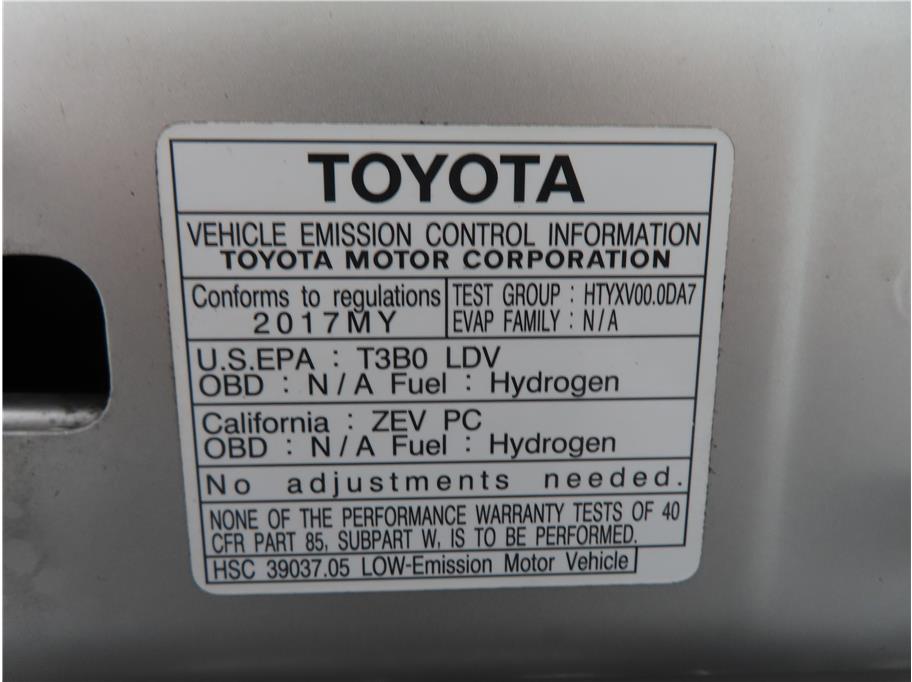 TOYOTA
VEHICLE EMISSION CONTROL INFORMATION
TOYOTA MOTOR CORPORATION
Conforms to regulations
2017MY
TEST GROUP : HTYXV00.0DA7
EVAP FAMILY : N/A
U.S.EPA : T3B0 LDV
OBD : N/A Fuel : Hydrogen
California : ZEV PC
OBD : N/A Fuel : Hydrogen
No adjustments needed.
NONE OF THE PERFORMANCE WARRANTY TESTS OF 40
CFR PART 85, SUBPART W, IS TO BE PERFORMED.
HSC 39037.05 LOW-Emission Motor Vehicle